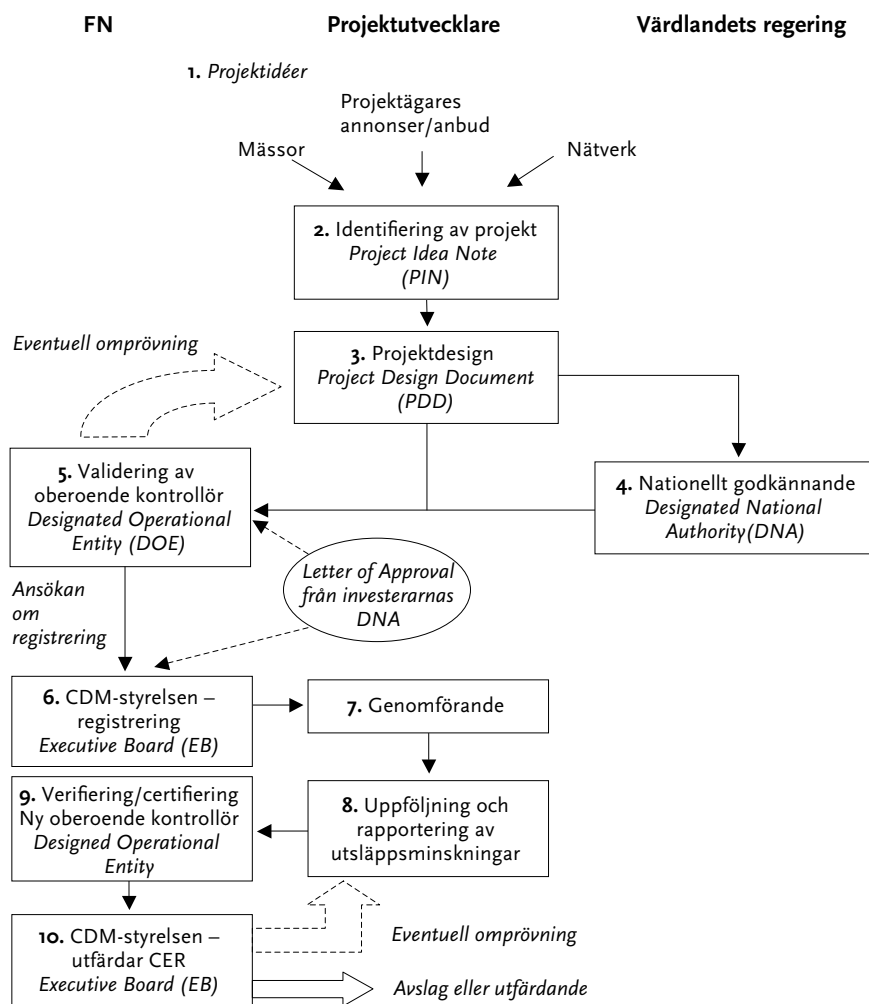 FN
Projektutvecklare
Värdlandets regering
1. Projektidéer
Projektägares
annonser/anbud
Mässor
Nätverk
2. Identifiering av projekt
Project Idea Note
(PIN)
Eventuell omprövning
3. Projektdesign
Project Design Document
(PDD)
5. Validering av
oberoende kontrollör
Designated Operational
Entity (DOE)
4. Nationellt godkännande
Designated National
Authority(DNA)
Ansökan
om
registrering
Letter of Approval
från investerarnas
DNA
6. CDM-styrelsen –
registrering
Executive Board (EB)
7. Genomförande
9. Verifiering/certifiering
Ny oberoende kontrollör
Designed Operational
Entity
8. Uppföljning och
rapportering av
utsläppsminskningar
10. CDM-styrelsen –
utfärdar CER
Executive Board (EB)
Eventuell omprövning
Avslag eller utfärdande